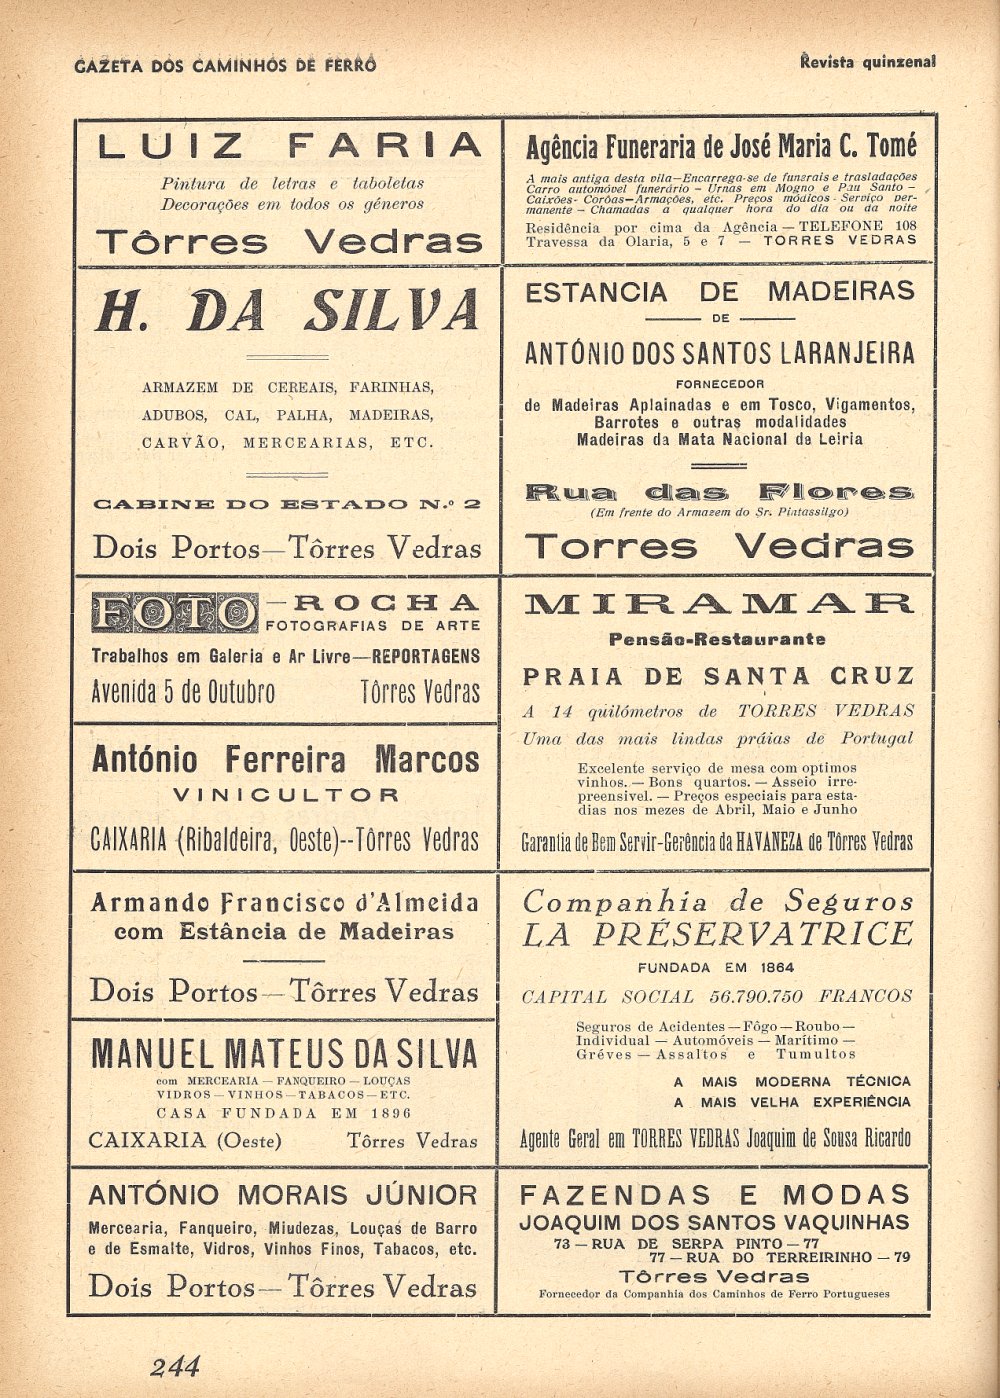 GAZETA DOS CAMINHOS DE FERRO
Revista quinzenal
LUIZ FARIA
Pintura de letras e taboletas
Decorações em todos os géneros
Tôrres Vedras
Agência Funeraria de José Maria C. Tomé
A mais antiga desta vila—Encarrega-se de funerais e trasladações
Carro automóvel funerário – Urnas em Mogno e Pau Santo –
Caixões- Corôas—Armações, etc. Preços módicos - Serviço per-
manente – Chamadas a qualquer hora do dia ou da noite
Residência por cima da Agência — TELEFONE 108
Travessa da Olaria, 5 e 7 — TORRES VEDRAS
H. DA SILVA
ARMAZEM DE CEREAIS, FARINHAS,
ADUBOS, CAL, PALHA, MADEIRAS,
CARVÃO, MERCEARIAS, ETC.
CABINE DO ESTADO N.º 2
Dois Portos—Tôrres Vedras
ESTANCIA DE MADEIRAS
DE
ANTÓNIO DOS SANTOS LARANJEIRA
FORNECEDOR
de Madeiras Aplainadas e em Tosco, Vigamentos,
Barrotes e outras modalidades
Madeiras da Mata Nacional de Leiria
Rua das Flores
(Em frente do Armazem do Sr. Pintassilgo)
Torres Vedras
FOTO—ROCHA
FOTOGRAFIAS DE ARTE
Trabalhos em Galeria e Ar Livre—REPORTAGENS
Avenida 5 de Outubro Tôrres Vedras
MIRAMAR
Pensão-Restaurante
PRAIA DE SANTA CRUZ
A 14 quilómetros de TORRES VEDRAS
Uma das mais lindas práias de Portugal
Excelente serviço de mesa com optimos
vinhos. — Bons quartos. — Asseio irre-
preensivel. — Preços especiais para esta-
dias nos mezes de Abril, Maio e Junho
Garantia de Bem Servir-Gerência da HAVANEZA de Tôrres Vedras
António Ferreira Marcos
VINICULTOR
CAIXARIA (Ribaldeira, Oeste)--Tôrres Vedras
Armando Francisco d'Almeida
com Estância de Madeiras
Dois Portos—Tôrres Vedras
Companhia de Seguros
LA PRÉSERVATRICE
FUNDADA EM 1864
CAPITAL SOCIAL 56.790.750 FRANCOS
Seguros de Acidentes — Fôgo — Roubo —
Individual — Automóveis — Marítimo —
Gréves — Assaltos e Tumultos
A MAIS MODERNA TÉCNICA
A MAIS VELHA EXPERIÊNCIA
Agente Geral em TORRES VEDRAS Joaquim de Sousa Ricardo
MANUEL MATEUS DA SILVA
com MERCEARIA — FANQUEIRO — LOUÇAS
VIDROS — VINHOS — TABACOS — ETC.
CASA FUNDADA EM 1896
CAIXARIA (Oeste) Tôrres Vedras
ANTÓNIO MORAIS JÚNIOR
Mercearia, Fanqueiro, Miudezas, Louças de Barro
e de Esmalte, Vidros, Vinhos Finos, Tabacos, etc.
Dois Portos—Tôrres Vedras
FAZENDAS E MODAS
JOAQUIM DOS SANTOS VAQUINHAS
73 — RUA DE SERPA PINTO — 77
77 — RUA DO TERREIRINHO — 79
Tôrres Vedras
Fornecedor da Companhia dos Caminhos de Ferro Portugueses
244